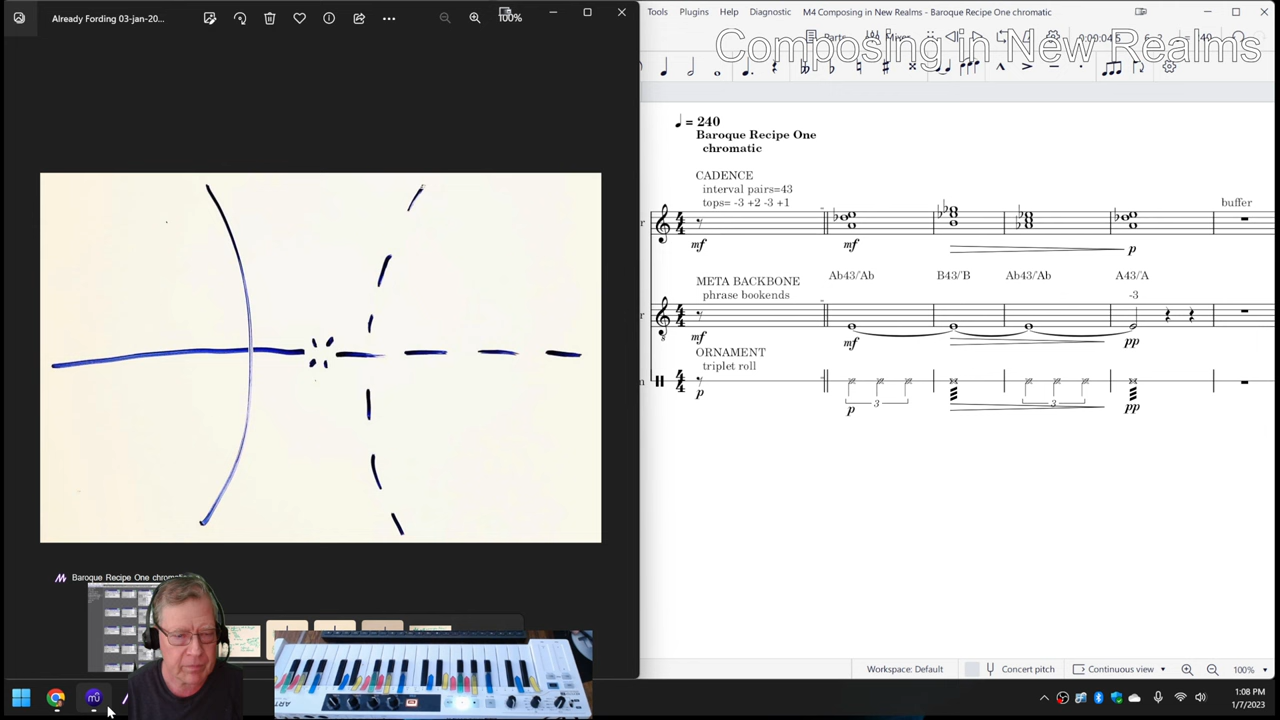 Already Fording 03-jan-20...
100%
Tools Plugins Help Diagnostic M4 Composing in New Realms - Baroque Recipe One chromatic
Parts Mixer
Composing in New Realms
= 240
Baroque Recipe One
chromatic
CADENCE
interval pairs=43
tops= -3 +2 -3 +1
buffer
mf mf p
META BACKBONE
phrase bookends
Ab43/Ab B43/B Ab43/Ab A43/A
-3
mf mf pp
ORNAMENT
triplet roll
p p 3 3 pp
Baroque Recipe One chromatic
ART
Workspace: Default Concert pitch Continuous view 100%
1:08 PM
1/7/2023